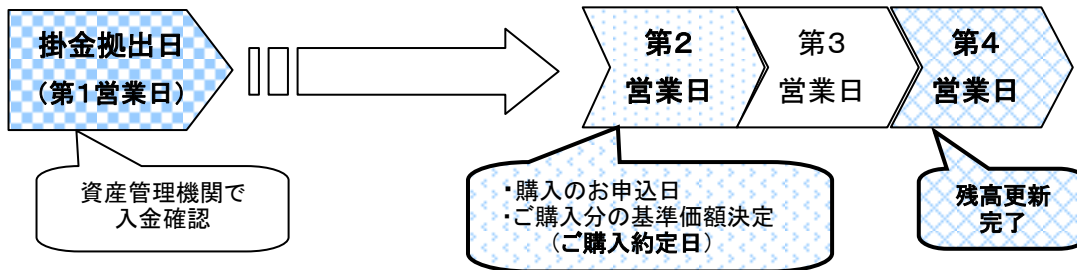 掛金拠出日
（第１営業日）
資産管理機関で
入金確認
第２
営業日
・購入のお申込日
・ご購入分の基準価額決定
（ご購入約定日）
第３
営業日
第４
営業日
残高更新
完了